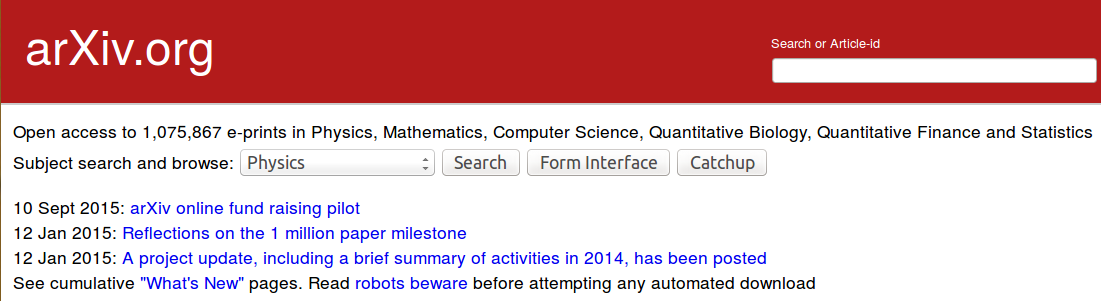 arXiv.org
Search or Article-id
Open access to 1,075,867 e-prints in Physics, Mathematics, Computer Science, Quantitative Biology, Quantitative Finance and Statistics
Subject search and browse: Physics Search Form Interface Catchup
10 Sept 2015: arXiv online fund raising pilot
12 Jan 2015: Reflections on the 1 million paper milestone
12 Jan 2015: A project update, including a brief summary of activities in 2014, has been posted
See cumulative "What's New" pages. Read robots beware before attempting any automated download